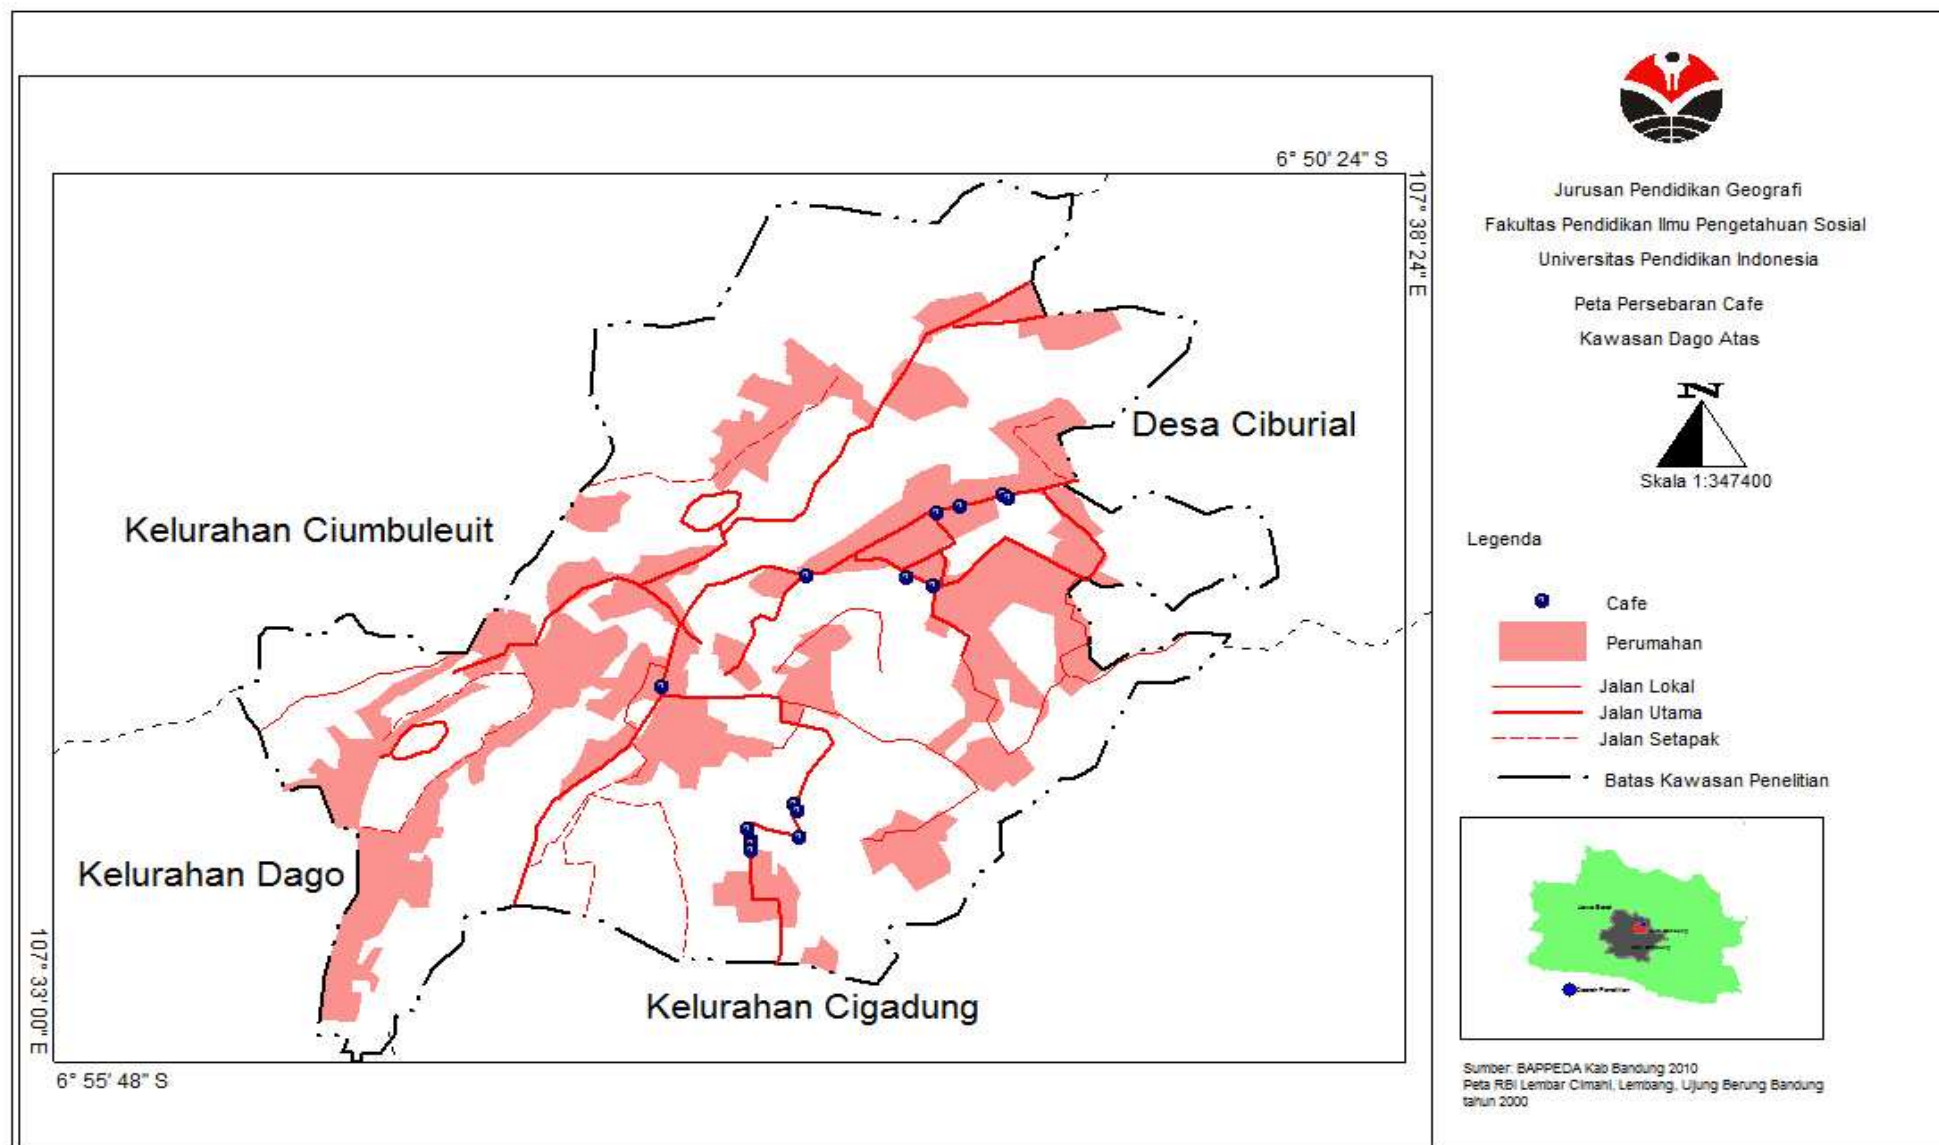 6° 50' 24" S
107° 38' 24" E
Desa Ciburial
Kelurahan Ciumbuleuit
Kelurahan Dago
Kelurahan Cigadung
107° 33' 00" E
6° 55' 48" S
Jurusan Pendidikan Geografi
Fakultas Pendidikan Ilmu Pengetahuan Sosial
Universitas Pendidikan Indonesia
Peta Persebaran Cafe
Kawasan Dago Atas
N
Skala 1:347400
Legenda
Cafe
Perumahan
Jalan Lokal
Jalan Utama
Jalan Setapak
Batas Kawasan Penelitian
Sumber: BAPPEDA Kab Bandung 2010
Peta RBI Lembar Cimahi, Lembang, Ujung Berung Bandung
tahun 2000